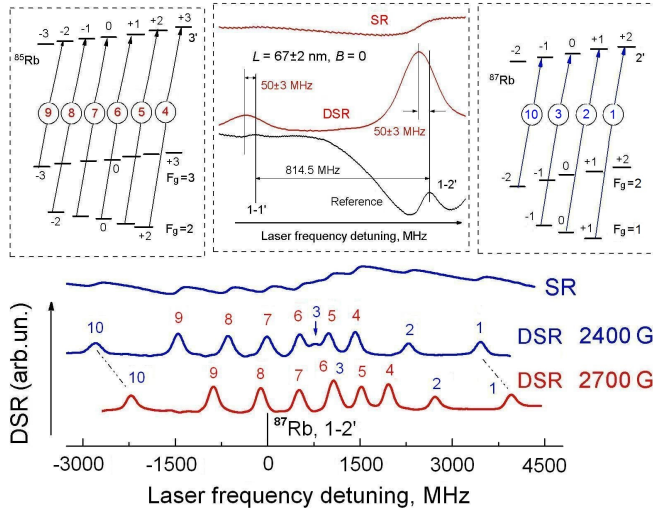 -3 -2 -1 0 +1 +2 +3
3'
⁸⁵Rb
9 8 7 6 5 4
-3 0 +3
F_g=3
-2 0 +2
F_g=2
SR
L = 67±2 nm, B = 0
50±3 MHz
DSR
50±3 MHz
814.5 MHz
1-2'
Reference
1-1'
Laser frequency detuning, MHz
-2 -1 0 +1 +2
2'
⁸⁷Rb
10 3 2 1
-2 -1 0 +1 +2
F_g=2
-1 0 +1
F_g=1
SR
10 9 8 7 6 3 5 4 2 1
DSR 2400 G
10 9 8 7 6 3 5 4 2 1
DSR 2700 G
⁸⁷Rb, 1-2'
DSR (arb.un.)
-3000 -1500 0 1500 3000 4500
Laser frequency detuning, MHz